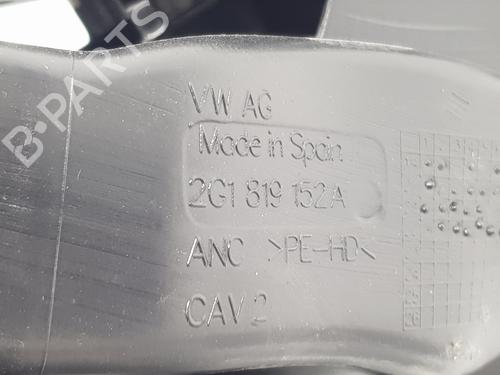 VW AG
Made in Spain
2G1 819 152A
ANC >PE-HD<
CAV 2
B-PARTS